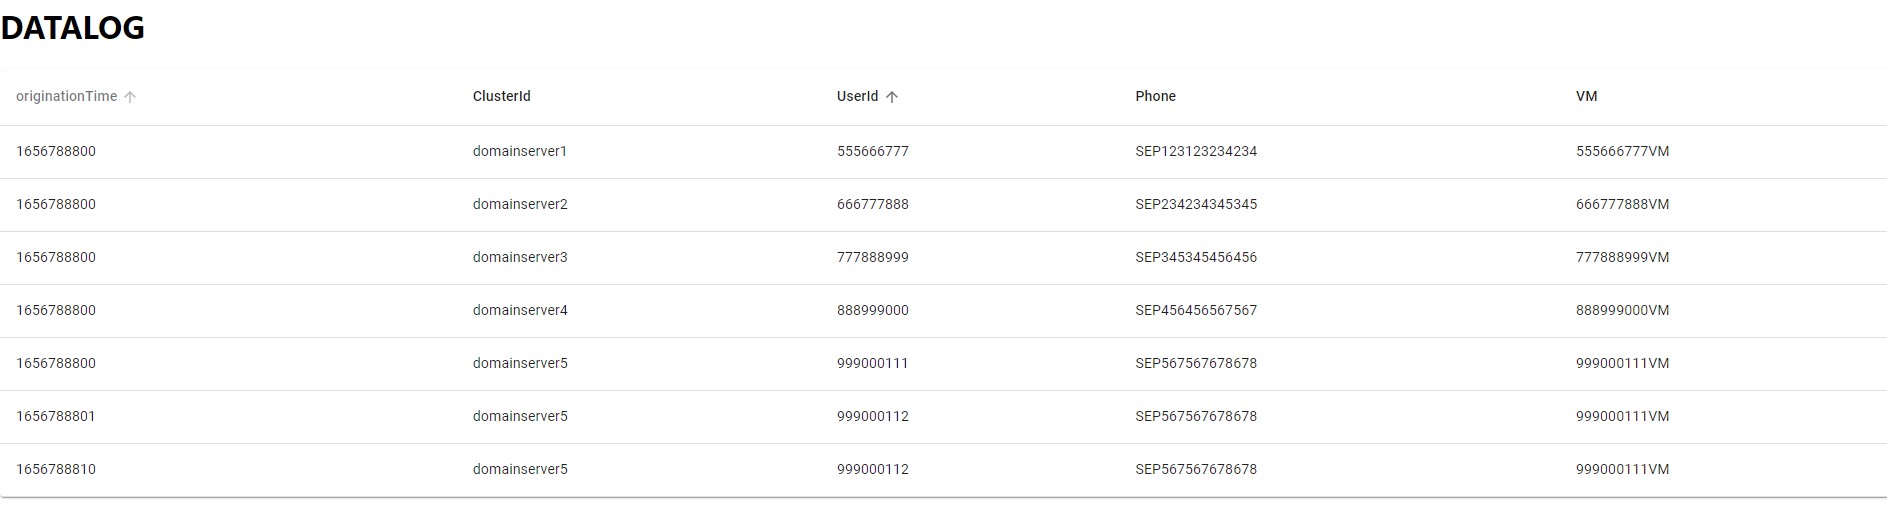 DATALOG
originationTime ClusterId UserId Phone VM
1656788800 domainserver1 555666777 SEP123123234234 555666777VM
1656788800 domainserver2 666777888 SEP234234345345 666777888VM
1656788800 domainserver3 777888999 SEP345345456456 777888999VM
1656788800 domainserver4 888999000 SEP456456567567 888999000VM
1656788800 domainserver5 999000111 SEP567567678678 999000111VM
1656788801 domainserver5 999000112 SEP567567678678 999000111VM
1656788810 domainserver5 999000112 SEP567567678678 999000111VM